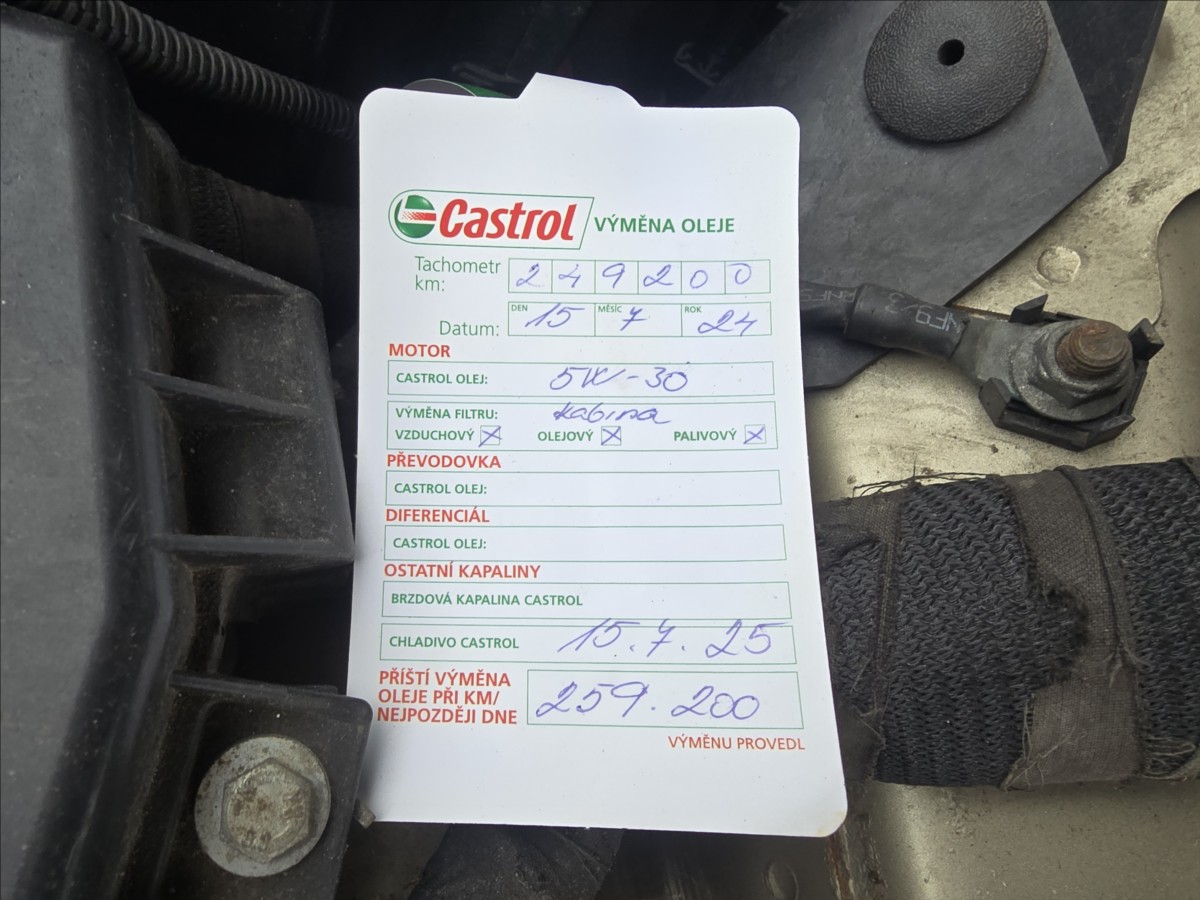 Castrol VÝMĚNA OLEJE
Tachometr km: 249200
Datum: DEN 15 MĚSÍC 7 ROK 24
MOTOR
CASTROL OLEJ: 5W-30
VÝMĚNA FILTRU: kabina
VZDUCHOVÝ X OLEJOVÝ X PALIVOVÝ X
PŘEVODOVKA
CASTROL OLEJ:
DIFERENCIÁL
CASTROL OLEJ:
OSTATNÍ KAPALINY
BRZDOVÁ KAPALINA CASTROL
CHLADIVO CASTROL 15.7.25
PŘÍŠTÍ VÝMĚNA
OLEJE PŘI KM/
NEJPOZDĚJI DNE 259.200
VÝMĚNU PROVEDL